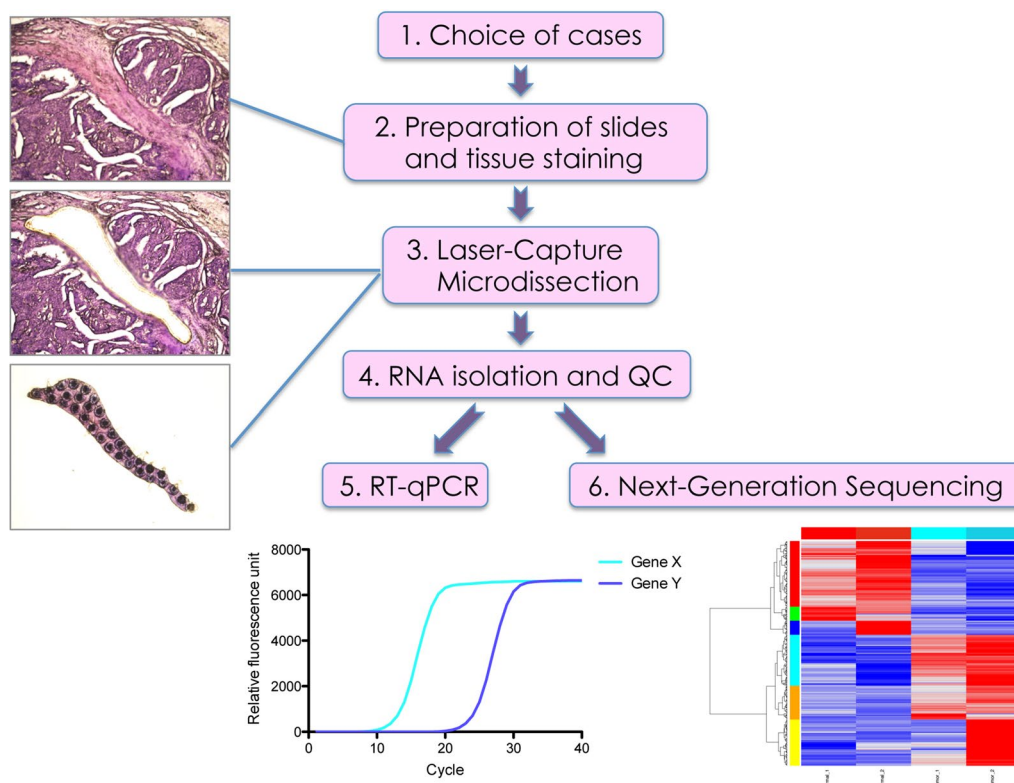 1. Choice of cases
2. Preparation of slides
and tissue staining
3. Laser-Capture
Microdissection
4. RNA isolation and QC
5. RT-qPCR
6. Next-Generation Sequencing
8000
6000
4000
2000
0
Relative fluorescence unit
0
10
20
30
40
Cycle
Gene X
Gene Y